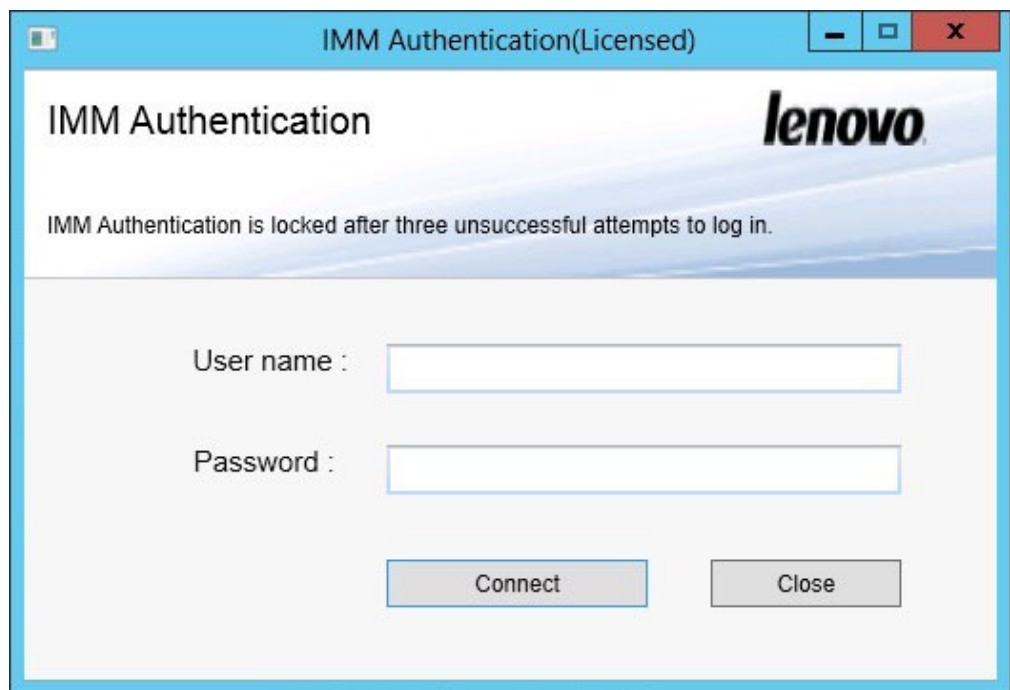 IMM Authentication(Licensed)
IMM Authentication
lenovo
IMM Authentication is locked after three unsuccessful attempts to log in.
User name :
Password :
Connect
Close